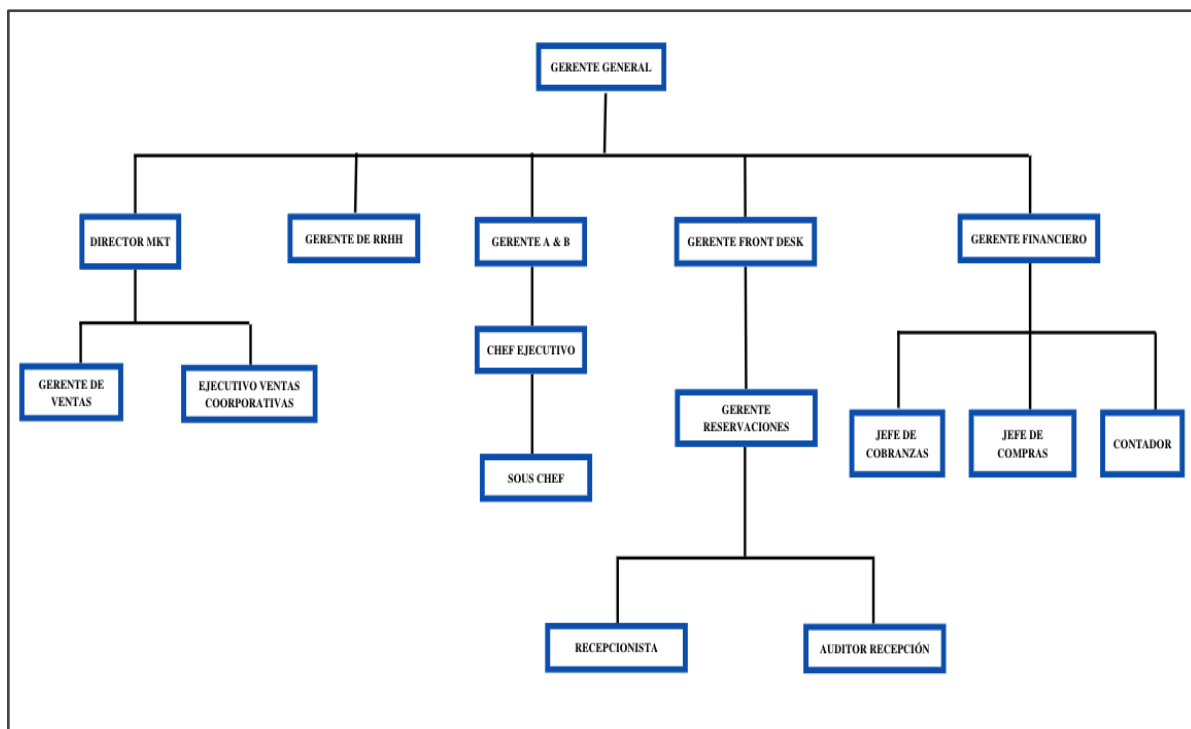 GERENTE GENERAL
DIRECTOR MKT
GERENTE DE RRHH
GERENTE A & B
GERENTE FRONT DESK
GERENTE FINANCIERO
GERENTE DE
VENTAS
EJECUTIVO VENTAS
COORPORATIVAS
CHEF EJECUTIVO
SOUS CHEF
GERENTE
RESERVACIONES
JEFE DE
COBRANZAS
JEFE DE
COMPRAS
CONTADOR
RECEPCIONISTA
AUDITOR RECEPCIÓN